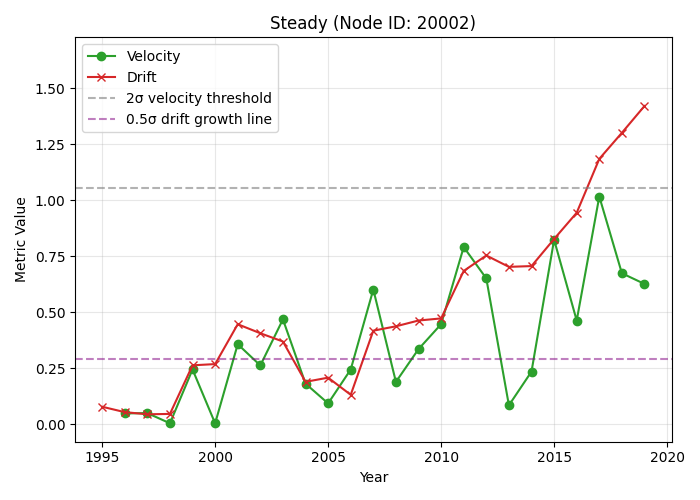 Steady (Node ID: 20002)
Velocity
Drift
2σ velocity threshold
0.5σ drift growth line
Metric Value
1.50
1.25
1.00
0.75
0.50
0.25
0.00
1995 2000 2005 2010 2015 2020
Year